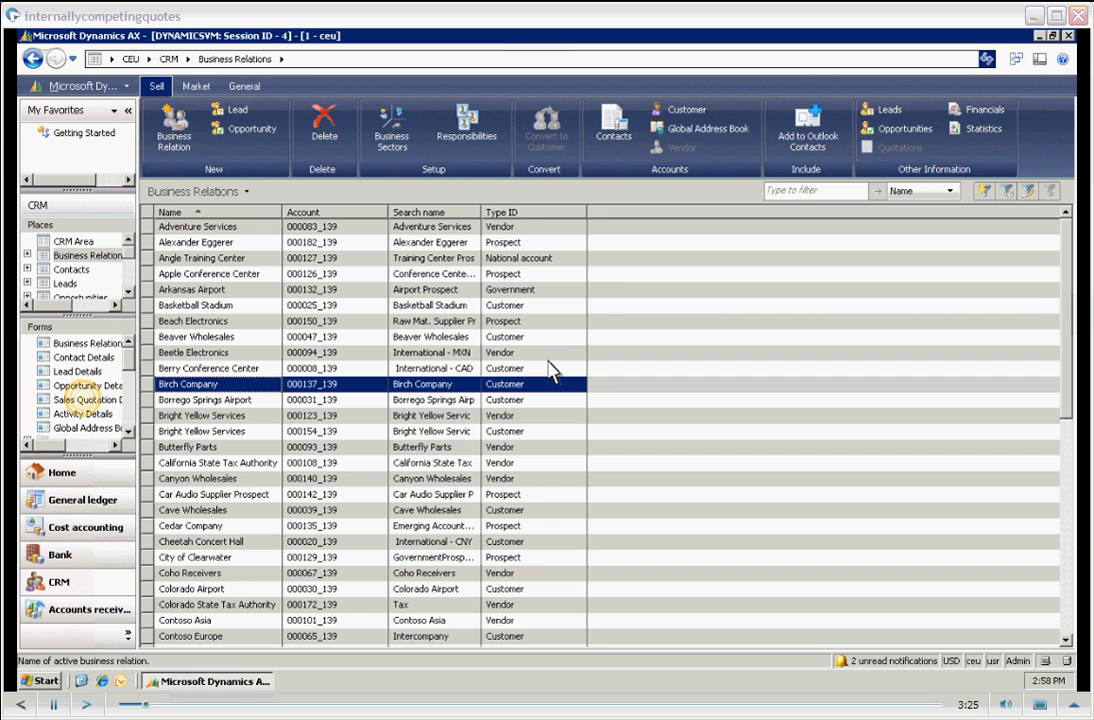 internallycompetingquotes
Microsoft Dynamics AX - [DYNAMICSVM: Session ID - 4] - [1 - ceu]
CEU CRM Business Relations
Microsoft Dy... Sell Market General
My Favorites
Getting Started
Business Relation
Lead
Opportunity
New
Delete
Delete
Business Sectors
Responsibilities
Setup
Convert to Customer
Convert
Contacts
Customer
Global Address Book
Vendor
Accounts
Add to Outlook Contacts
Include
Leads
Opportunities
Quotations
Financials
Statistics
Other Information
CRM
Places
CRM Area
Business Relation
Contacts
Leads
Opportunities
Forms
Business Relation
Contact Details
Lead Details
Opportunity Deta
Sales Quotation D
Activity Details
Global Address Bo
Home
General ledger
Cost accounting
Bank
CRM
Accounts receiv...
Business Relations
Type to filter
Name
Name Account Search name Type ID
Adventure Services 000083_139 Adventure Services Vendor
Alexander Eggerer 000182_139 Alexander Eggerer Prospect
Angle Training Center 000127_139 Training Center Pros National account
Apple Conference Center 000126_139 Conference Cente... Prospect
Arkansas Airport 000132_139 Airport Prospect Government
Basketball Stadium 000025_139 Basketball Stadium Customer
Beach Electronics 000150_139 Raw Mat. Supplier Pr Prospect
Beaver Wholesales 000047_139 Beaver Wholesales Customer
Beetle Electronics 000094_139 International - MXN Vendor
Berry Conference Center 000008_139 International - CAD Customer
Birch Company 000137_139 Birch Company Customer
Borrego Springs Airport 000031_139 Borrego Springs Airp Customer
Bright Yellow Services 000123_139 Bright Yellow Servic Vendor
Bright Yellow Services 000154_139 Bright Yellow Servic Customer
Butterfly Parts 000093_139 Butterfly Parts Vendor
California State Tax Authority 000108_139 California State Tax Vendor
Canyon Wholesales 000140_139 Canyon Wholesales Vendor
Car Audio Supplier Prospect 000142_139 Car Audio Supplier P Prospect
Cave Wholesales 000039_139 Cave Wholesales Customer
Cedar Company 000135_139 Emerging Account... Prospect
Cheetah Concert Hall 000020_139 International - CNY Customer
City of Clearwater 000129_139 GovernmentProsp... Prospect
Coho Receivers 000067_139 Coho Receivers Vendor
Colorado Airport 000030_139 Colorado Airport Customer
Colorado State Tax Authority 000172_139 Tax Vendor
Contoso Asia 000101_139 Contoso Asia Vendor
Contoso Europe 000065_139 Intercompany Customer
Name of active business relation.
2 unread notifications USD ceu usr Admin
Start Microsoft Dynamics A... 2:58 PM
3:25